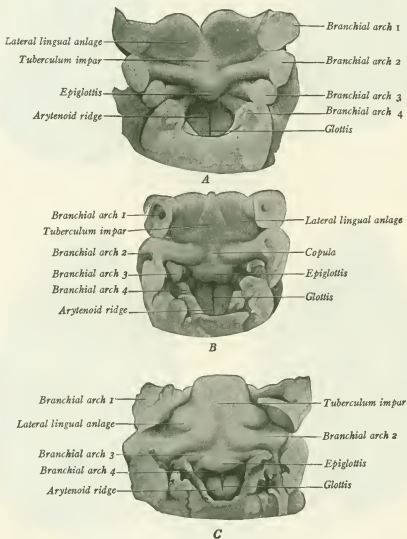 Branchial arch 1
Lateral lingual anlage
Tuberculum impar
Branchial arch 2
Epiglottis
Branchial arch 3
Arytenoid ridge
Branchial arch 4
Glottis
A
Branchial arch 1
Lateral lingual anlage
Tuberculum impar
Branchial arch 2
Copula
Branchial arch 3
Epiglottis
Branchial arch 4
Glottis
Arytenoid ridge
B
Branchial arch 1
Tuberculum impar
Lateral lingual anlage
Branchial arch 2
Branchial arch 3
Epiglottis
Branchial arch 4
Glottis
Arytenoid ridge
C